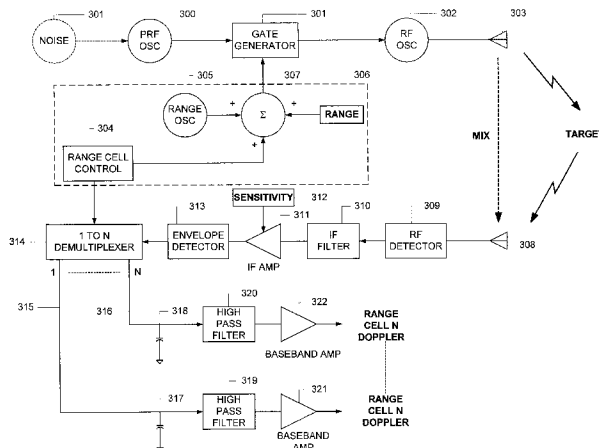 301
300
301
302
303
NOISE
PRF
OSC
GATE
GENERATOR
RF
OSC
305
307
306
RANGE
OSC
+
Σ
+
RANGE
+
304
RANGE CELL
CONTROL
MIX
TARGET
SENSITIVITY
312
313
311
310
309
314
1 TO N
DEMULTIPLEXER
ENVELOPE
DETECTOR
IF AMP
IF
FILTER
RF
DETECTOR
308
1
N
315
316
318
320
322
HIGH
PASS
FILTER
BASEBAND AMP
RANGE
CELL N
DOPPLER
317
319
321
HIGH
PASS
FILTER
BASEBAND
AMP
RANGE
CELL N
DOPPLER